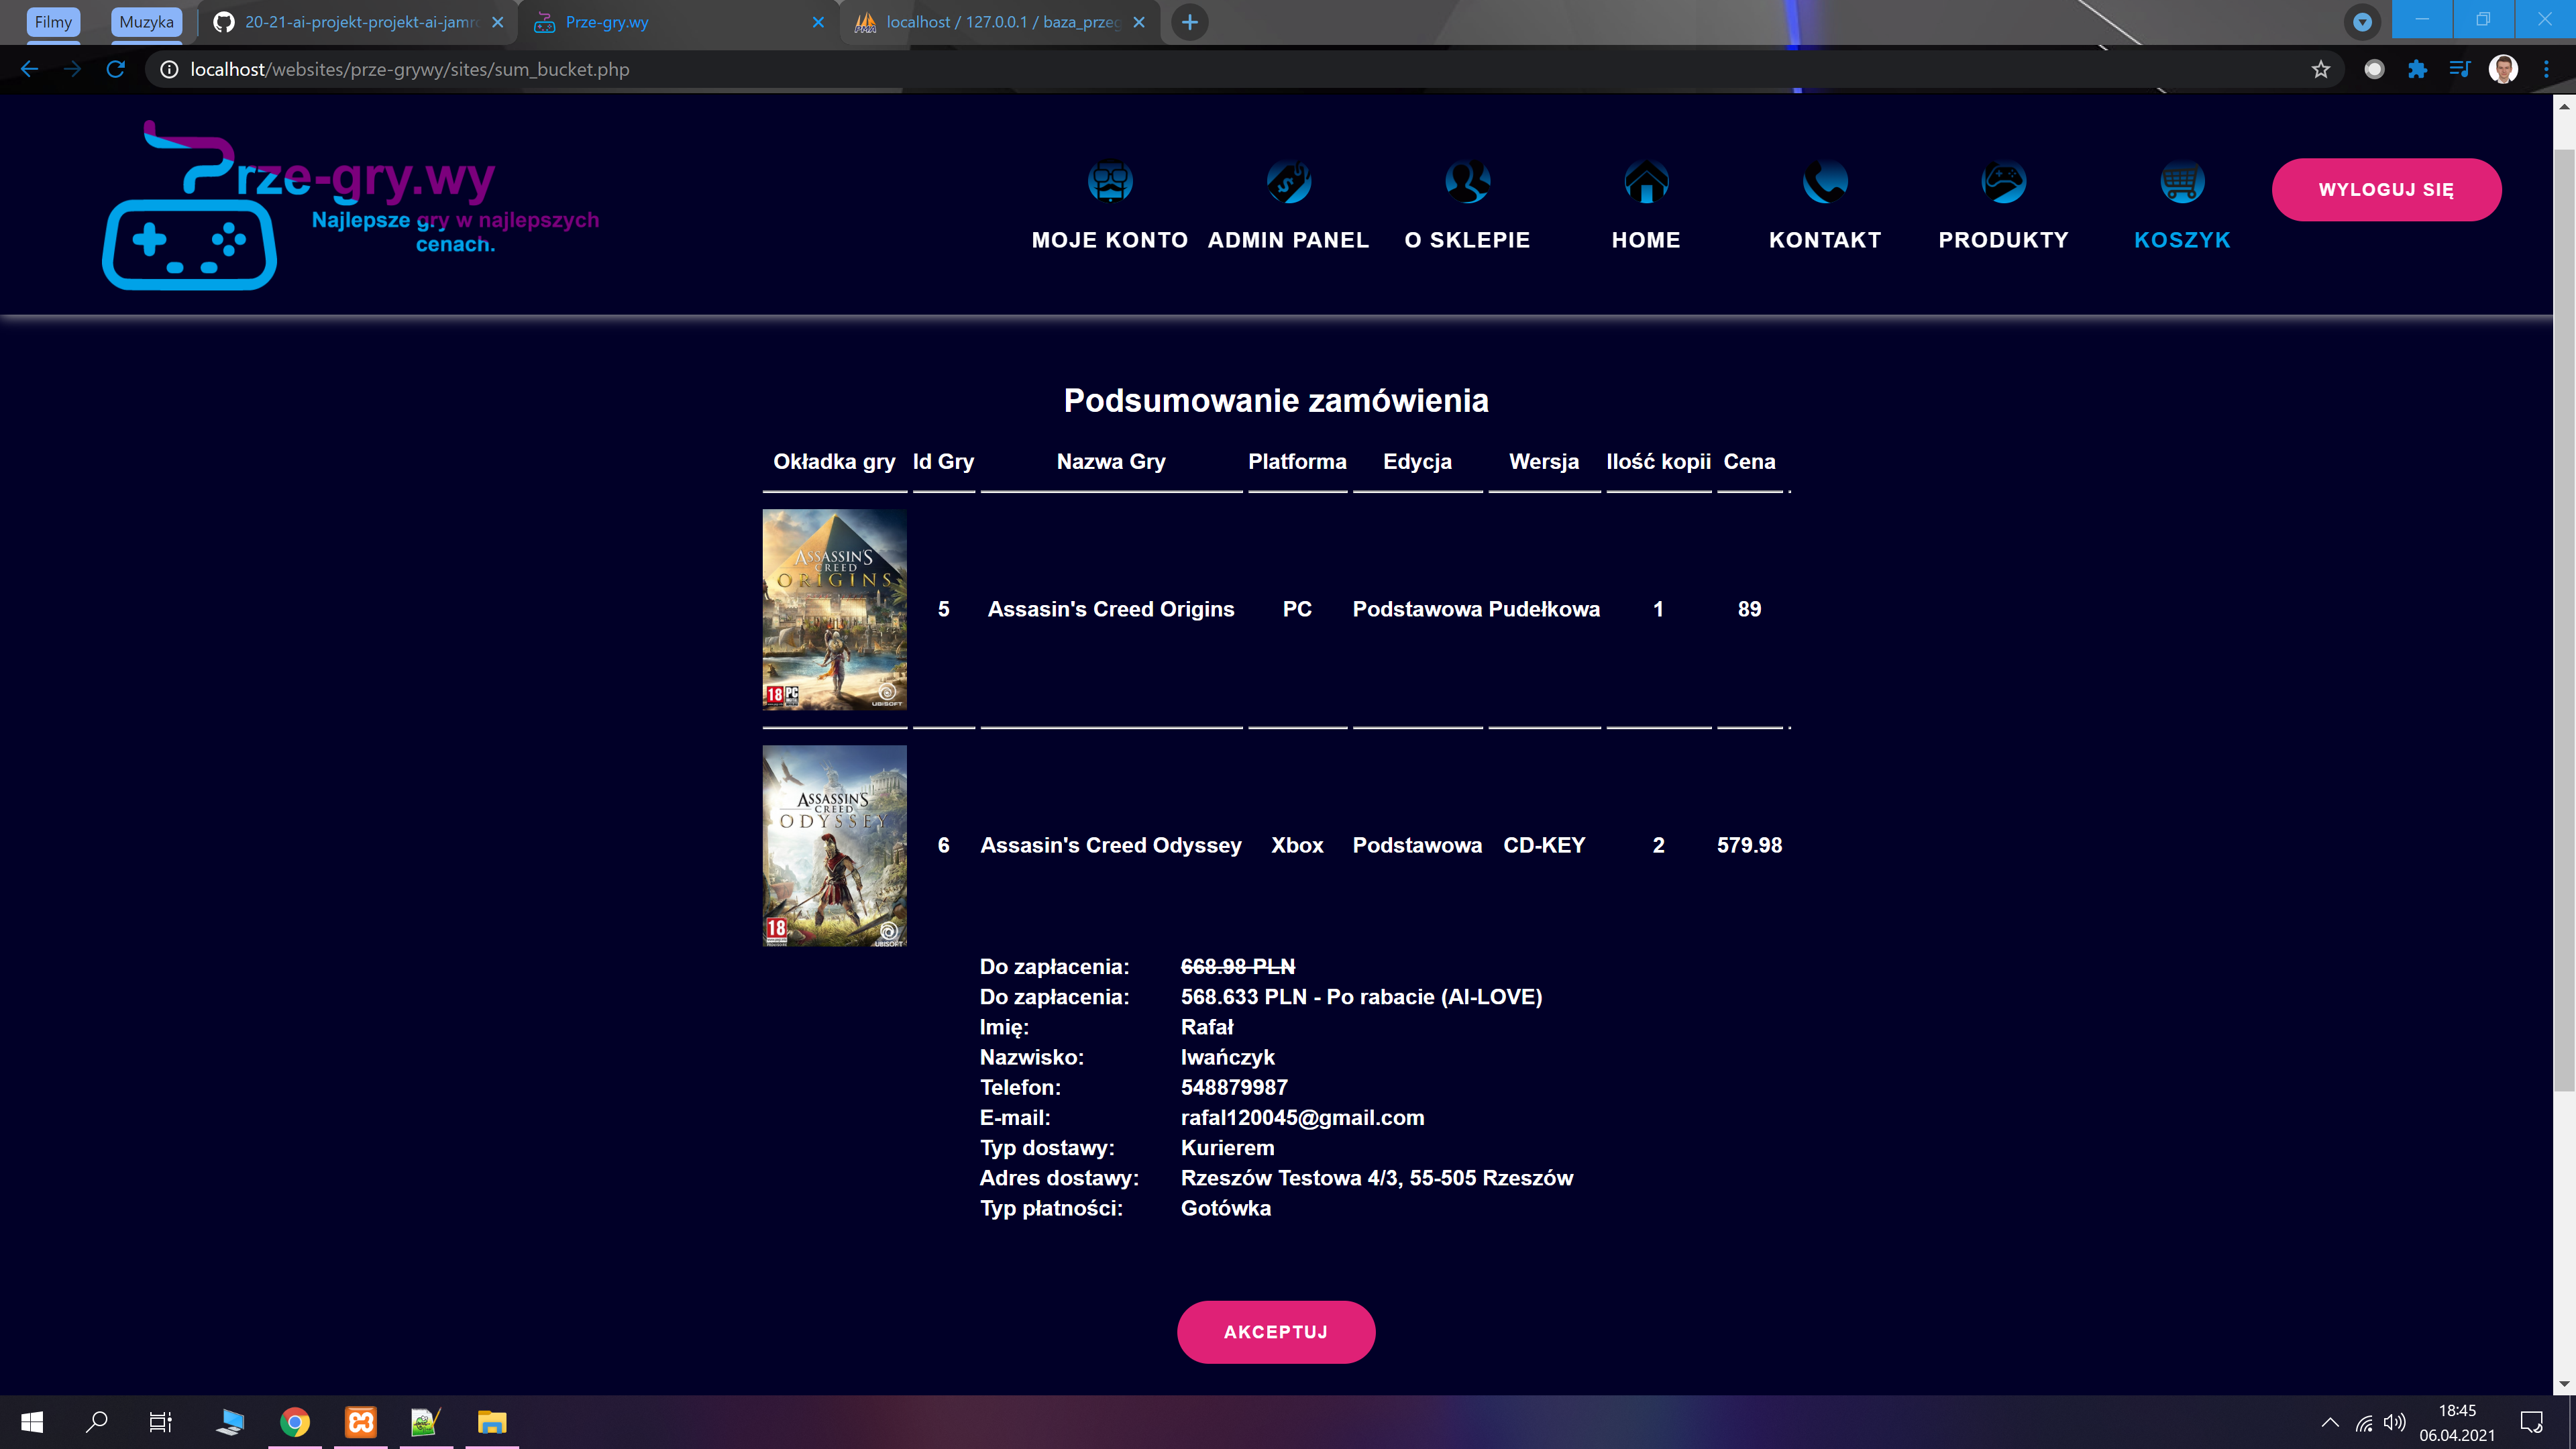 Filmy
Muzyka
20-21-ai-projekt-projekt-ai-jamro
Prze-gry.wy
localhost / 127.0.0.1 / baza_przeg
localhost/websites/prze-grywy/sites/sum_bucket.php
Prze-gry.wy
Najlepsze gry w najlepszych
cenach.
MOJE KONTO
ADMIN PANEL
O SKLEPIE
HOME
KONTAKT
PRODUKTY
KOSZYK
WYLOGUJ SIĘ
Podsumowanie zamówienia
Okładka gry Id Gry Nazwa Gry Platforma Edycja Wersja Ilość kopii Cena
ASSASSIN'S
CREED
ORIGINS
18 PC
UBISOFT
5 Assasin's Creed Origins PC Podstawowa Pudełkowa 1 89
ASSASSIN'S
CREED
ODYSSEY
18
UBISOFT
6 Assasin's Creed Odyssey Xbox Podstawowa CD-KEY 2 579.98
Do zapłacenia: 668.98 PLN
Do zapłacenia: 568.633 PLN - Po rabacie (AI-LOVE)
Imię: Rafał
Nazwisko: Iwańczyk
Telefon: 548879987
E-mail: rafal120045@gmail.com
Typ dostawy: Kurierem
Adres dostawy: Rzeszów Testowa 4/3, 55-505 Rzeszów
Typ płatności: Gotówka
AKCEPTUJ
18:45
06.04.2021